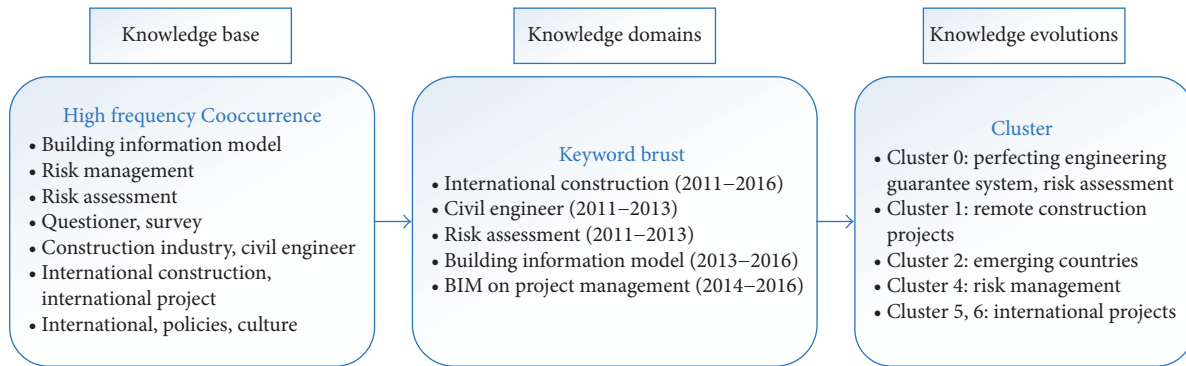 Knowledge base
High frequency Cooccurrence
• Building information model
• Risk management
• Risk assessment
• Questioner, survey
• Construction industry, civil engineer
• International construction,
international project
• International, policies, culture
Knowledge domains
Keyword brust
• International construction (2011–2016)
• Civil engineer (2011–2013)
• Risk assessment (2011–2013)
• Building information model (2013–2016)
• BIM on project management (2014–2016)
Knowledge evolutions
Cluster
• Cluster 0: perfecting engineering
guarantee system, risk assessment
• Cluster 1: remote construction
projects
• Cluster 2: emerging countries
• Cluster 4: risk management
• Cluster 5, 6: international projects